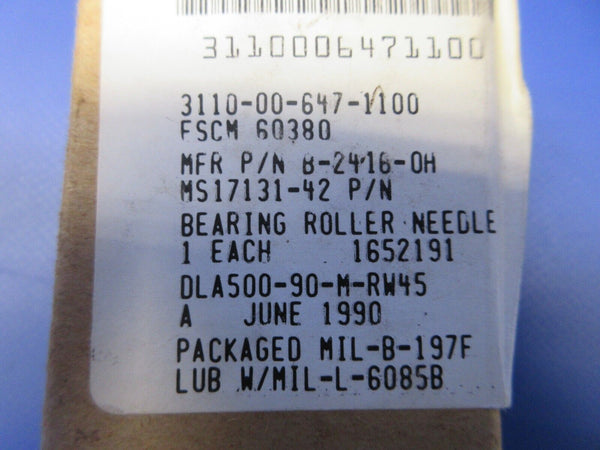 3110006471100
3110-00-647-1100
FSCM 60380
MFR P/N B-2416-OH
MS17131-42 P/N
BEARING ROLLER NEEDLE
1 EACH 1652191
DLA500-90-M-RW45
A JUNE 1990
PACKAGED MIL-B-197F
LUB W/MIL-L-6085B